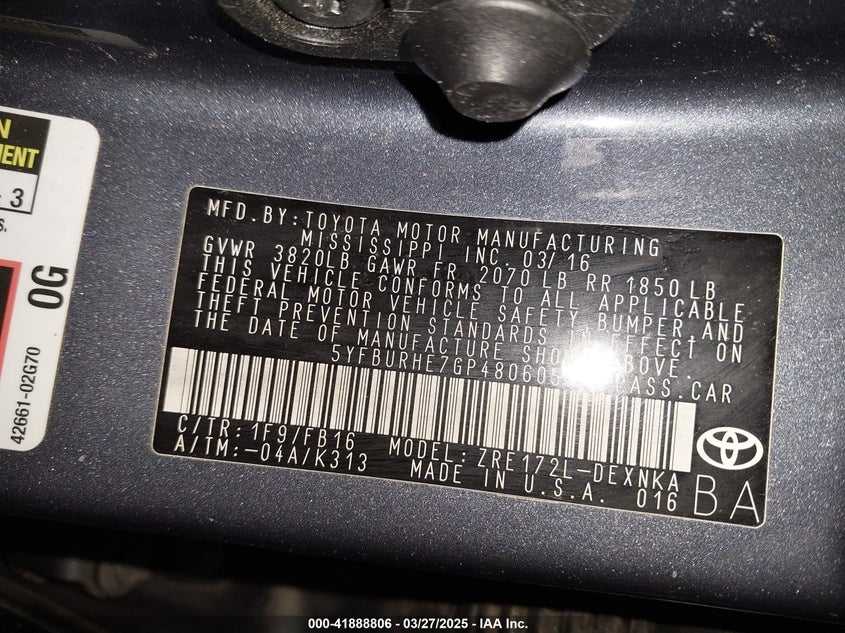 N
MENT
3
s.
OG
42661-02G70
MFD.BY:TOYOTA MOTOR MANUFACTURING
MISSISSIPPI INC. 03/16
GVWR 3820LB GAWR FR 2070 LB RR 1850 LB
THIS VEHICLE CONFORMS TO ALL APPLICABLE
FEDERAL MOTOR VEHICLE SAFETY, BUMPER AND
THEFT PREVENTION STANDARDS IN EFFECT ON
THE DATE OF MANUFACTURE ABOVE.
PASS.CAR
C/TR: 1F9/FB16 MODEL: ZRE172L-DEXNKA
A/TM:-04A/K313 MADE IN U.S.A. 016
BA
000-41888806 - 03/27/2025 - IAA Inc.